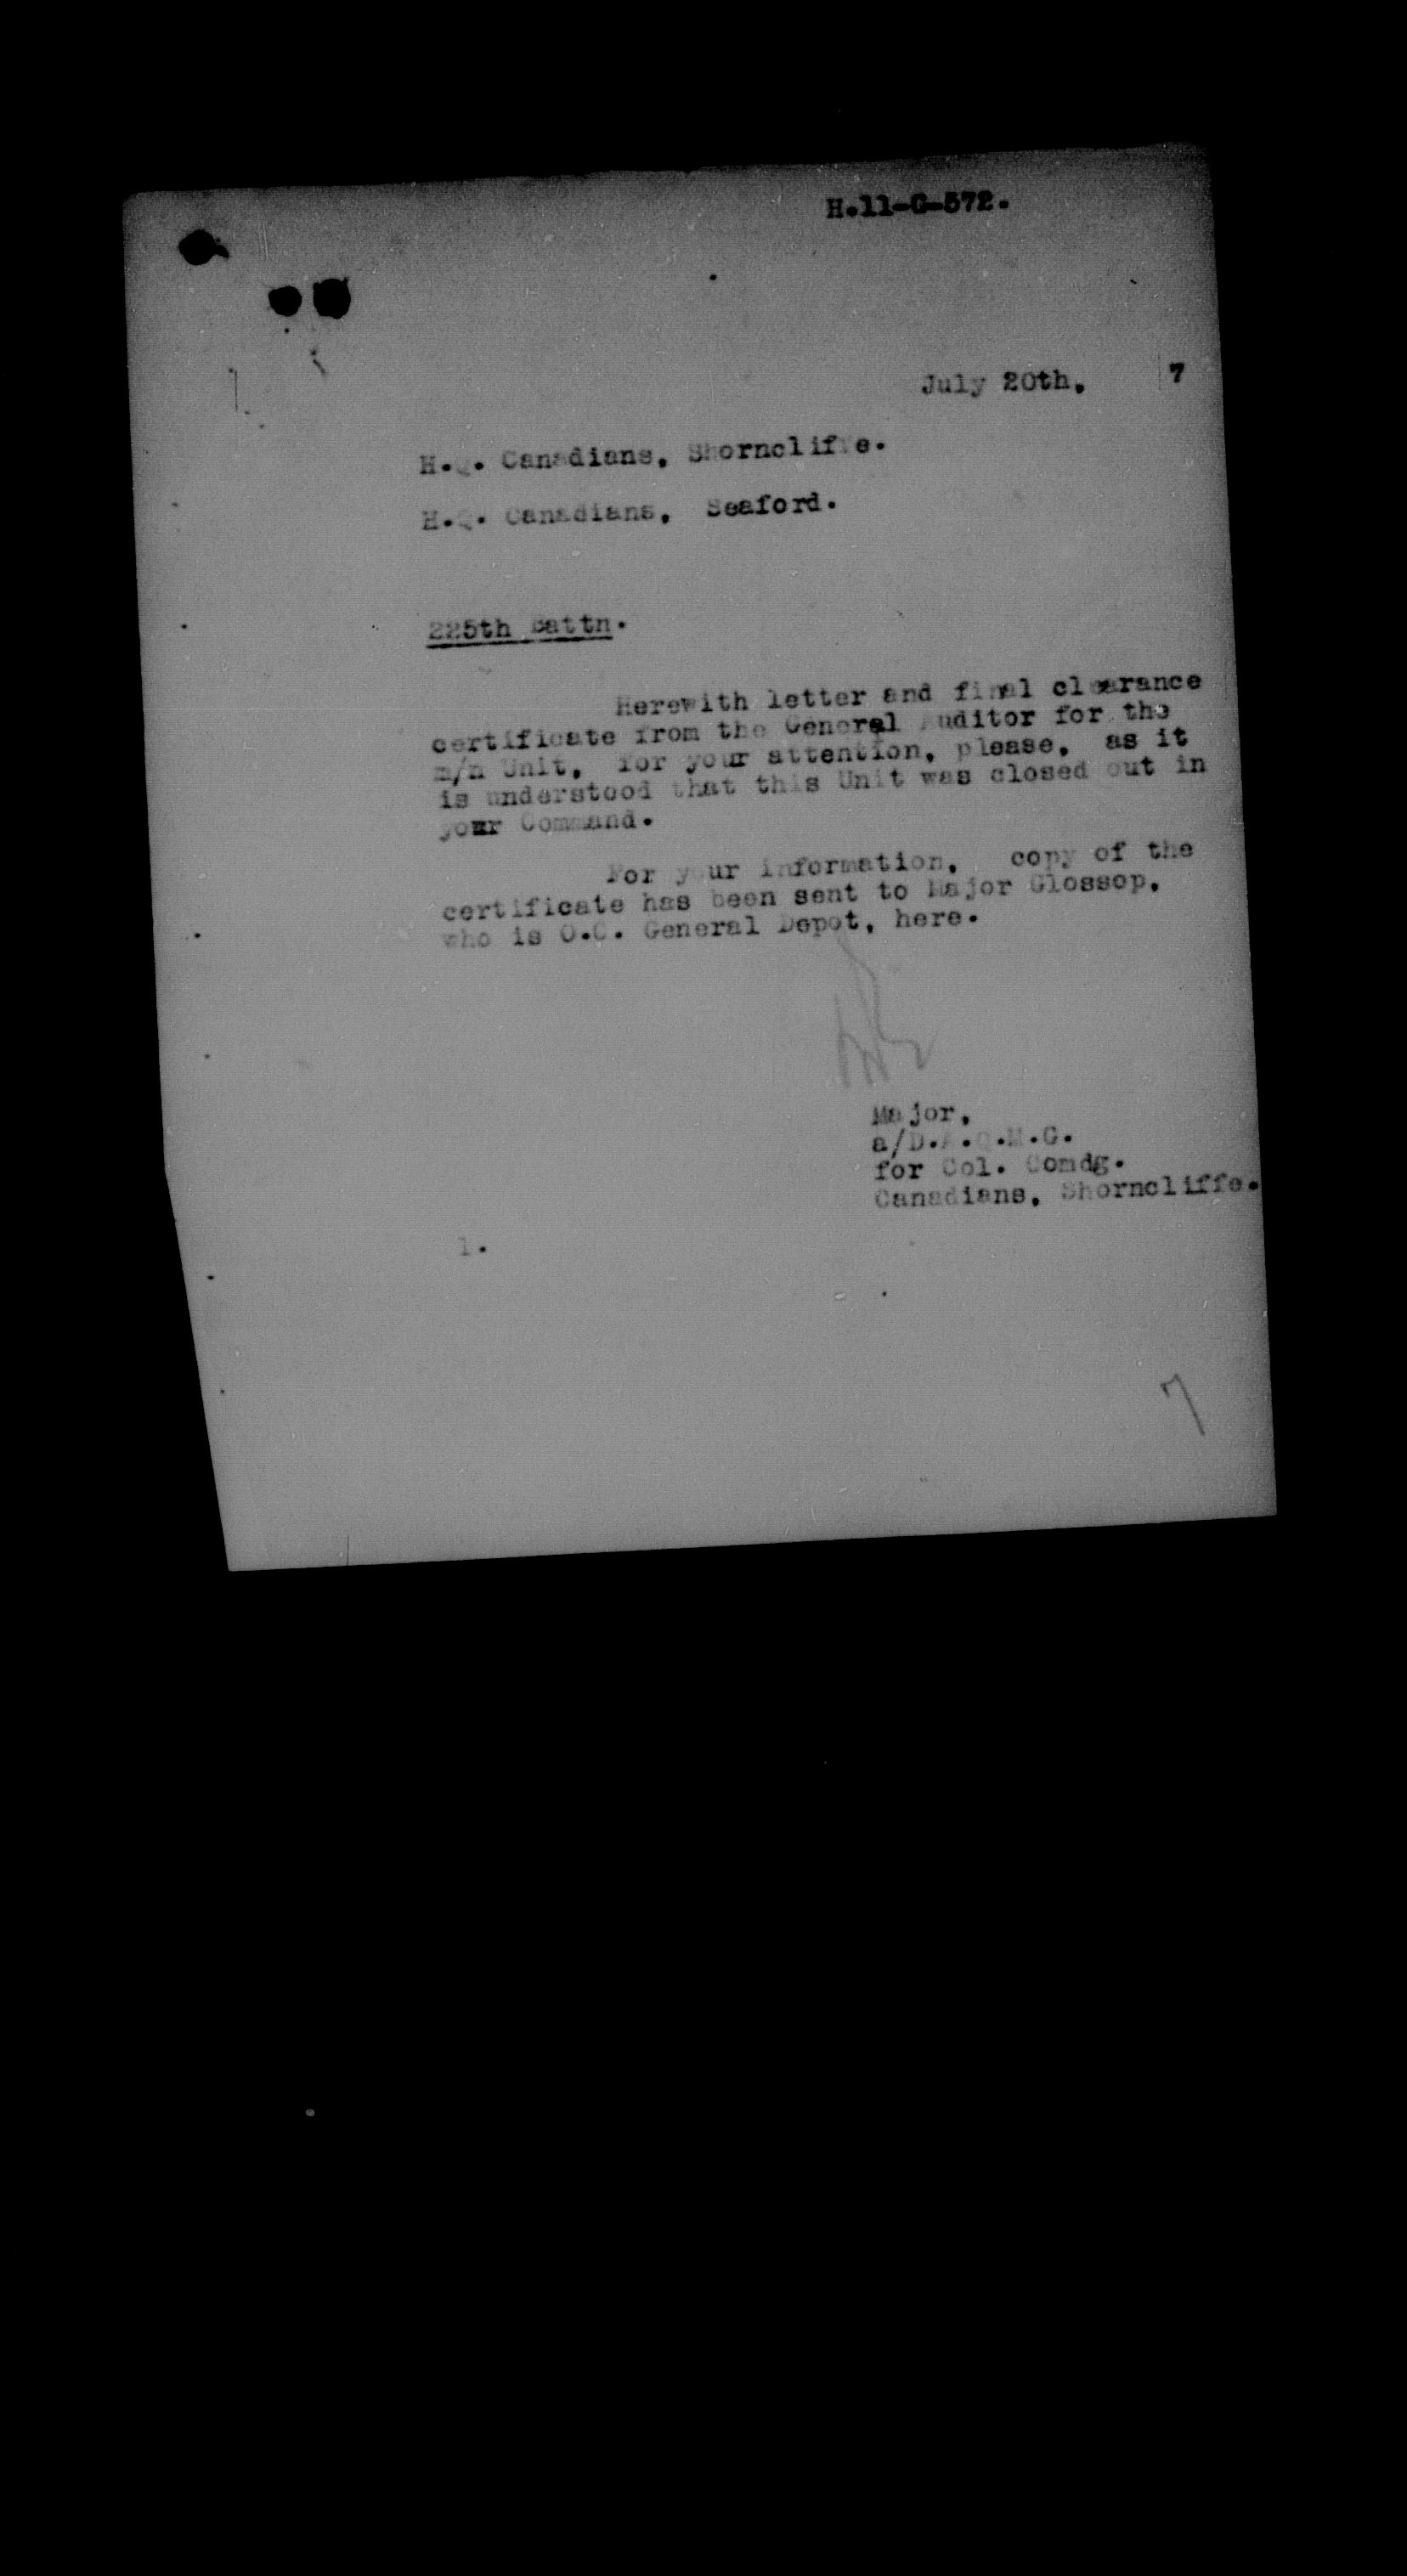 H.11-G-572.
July 20th, 7
H.Q. Canadians, Shorncliffe.
H.Q. Canadians, Seaford.
225th Battn.
Herewith letter and final clearance
certificate from the General Auditor for the
m/n Unit, for your attention, please, as it
is understood that this Unit was closed out in
your Command.
For your information, copy of the
certificate has been sent to Major Glossop,
who is O.C. General Depot, here.
Major,
a/D.A.Q.M.G.
for Col. Comdg.
Canadians, Shorncliffe.
1.
7